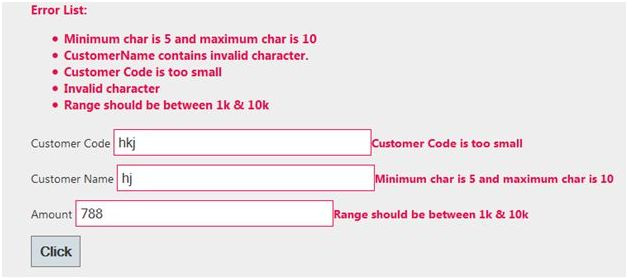 Error List:
Minimum char is 5 and maximum char is 10
CustomerName contains invalid character.
Customer Code is too small
Invalid character
Range should be between 1k & 10k
Customer Code hkj Customer Code is too small
Customer Name hj Minimum char is 5 and maximum char is 10
Amount 788 Range should be between 1k & 10k
Click